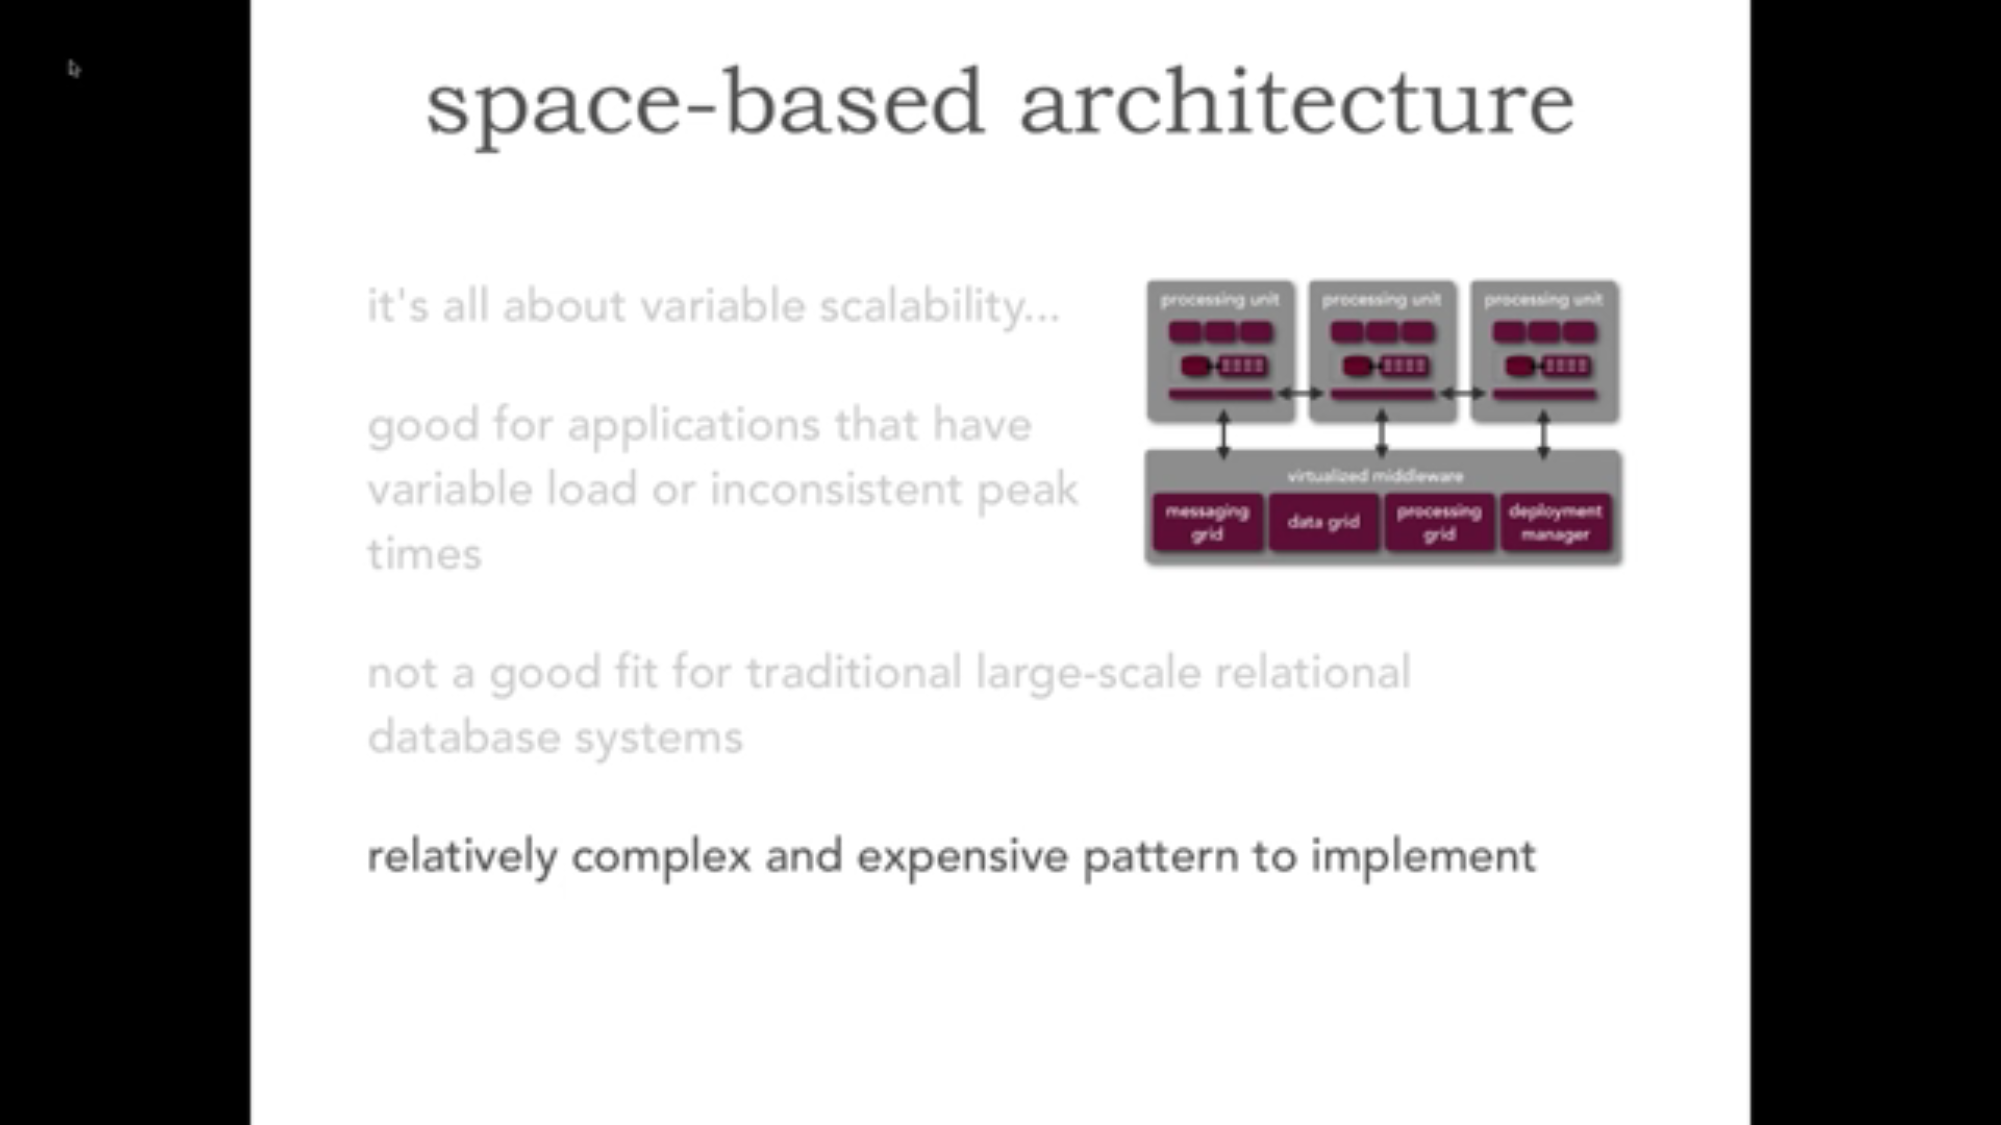 space-based architecture
it's all about variable scalability...
good for applications that have
variable load or inconsistent peak
times
not a good fit for traditional large-scale relational
database systems
relatively complex and expensive pattern to implement
processing unit
processing unit
processing unit
virtualized middleware
messaging
grid
data grid
processing
grid
deployment
manager